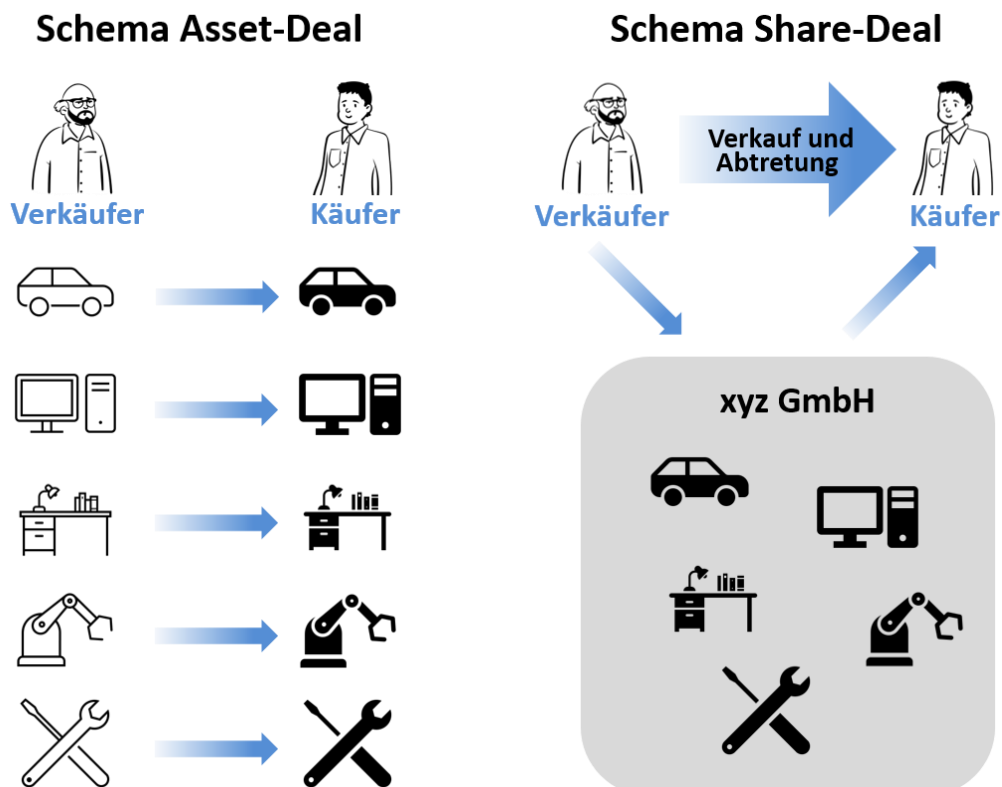 Schema Asset-Deal
Verkäufer
Käufer
Schema Share-Deal
Verkauf und
Abtretung
Verkäufer
Käufer
xyz GmbH